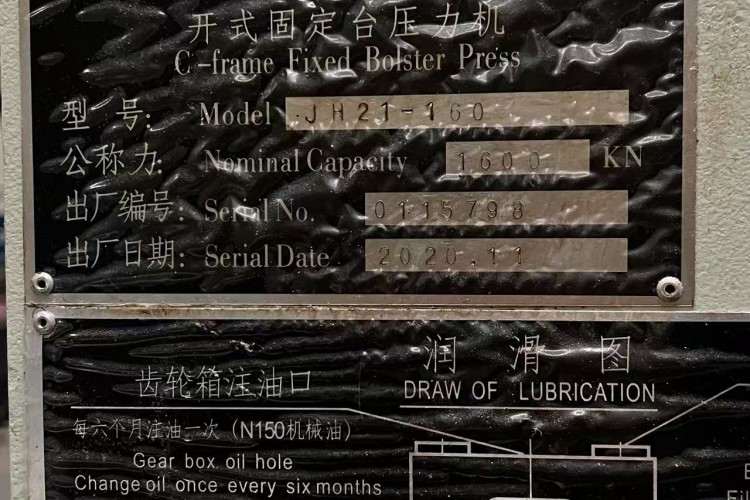 开式固定台压力机
C-frame Fixed Bolster Press
型号: Model JH21-160
公称力: Nominal Capacity 1600 KN
出厂编号: Serial No. 0115798
出厂日期: Serial Date 2020.11
润滑图
DRAW OF LUBRICATION
齿轮箱注油口
每六个月注油一次（N150机械油）
Gear box oil hole
Change oil once every six months